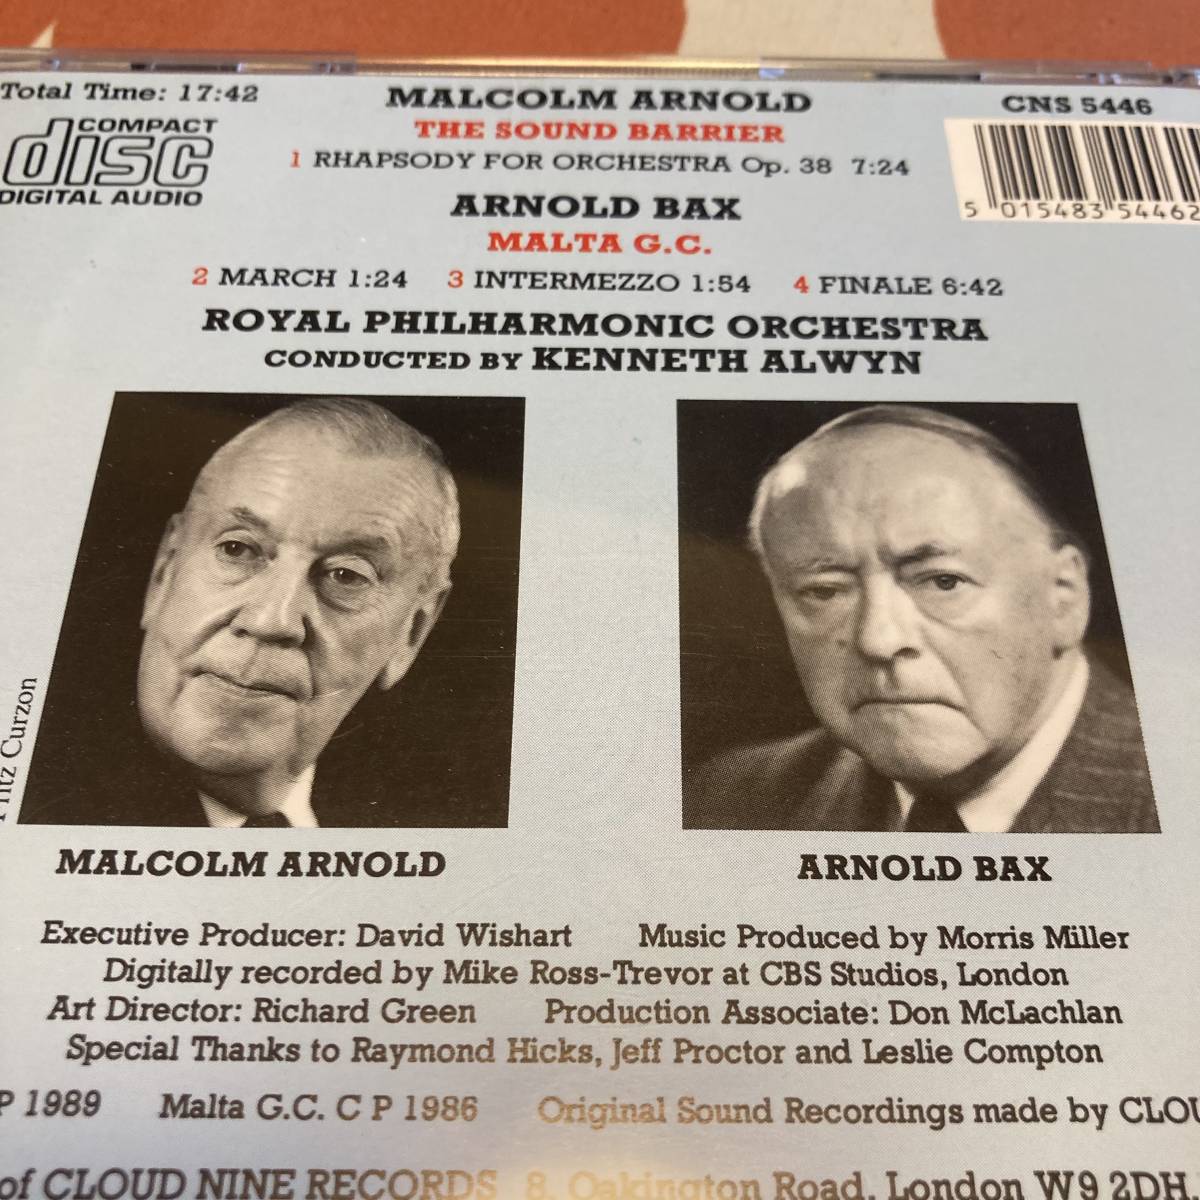 Total Time: 17:42
COMPACT
disc
DIGITAL AUDIO
MALCOLM ARNOLD
THE SOUND BARRIER
1 RHAPSODY FOR ORCHESTRA Op. 38 7:24
CNS 5446
5 015483 54462
ARNOLD BAX
MALTA G.C.
2 MARCH 1:24 3 INTERMEZZO 1:54 4 FINALE 6:42
ROYAL PHILHARMONIC ORCHESTRA
CONDUCTED BY KENNETH ALWYN
Fritz Curzon
MALCOLM ARNOLD
ARNOLD BAX
Executive Producer: David Wishart Music Produced by Morris Miller
Digitally recorded by Mike Ross-Trevor at CBS Studios, London
Art Director: Richard Green Production Associate: Don McLachlan
Special Thanks to Raymond Hicks, Jeff Proctor and Leslie Compton
P 1989 Malta G.C. C P 1986 Original Sound Recordings made by CLOU
of CLOUD NINE RECORDS 8, Oakington Road, London W9 2DH